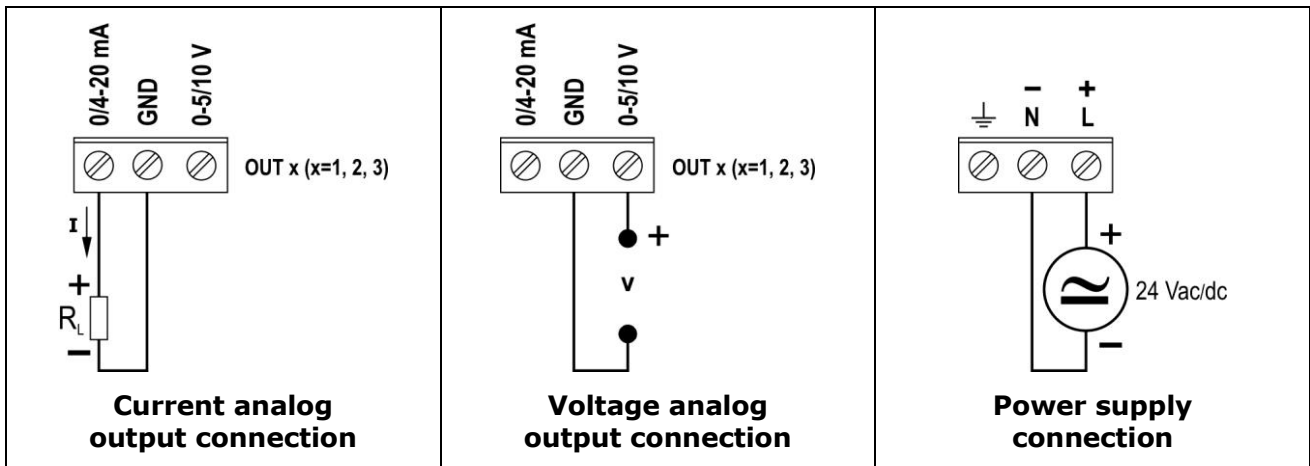 0/4-20 mA
GND
0-5/10 V
OUT x (x=1, 2, 3)
I
+
RL
−
Current analog
output connection
0/4-20 mA
GND
0-5/10 V
OUT x (x=1, 2, 3)
+
v
Voltage analog
output connection
− +
N L
+
24 Vac/dc
−
Power supply
connection